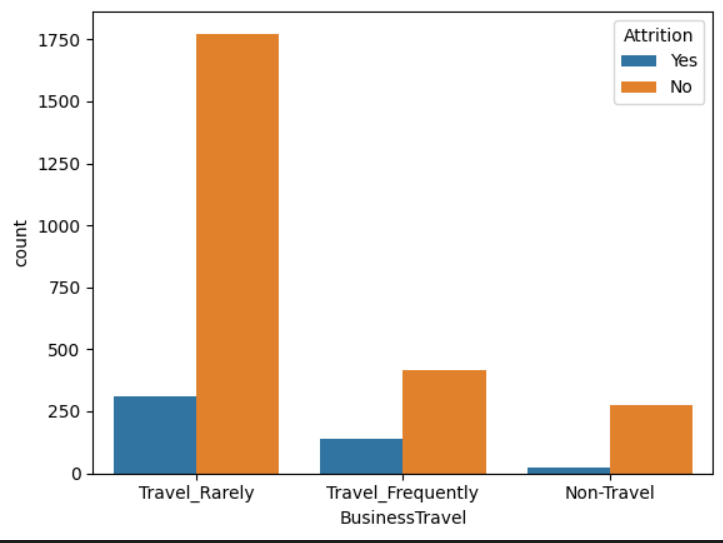 Attrition
Yes
No
1750
1500
1250
1000
750
500
250
0
count
Travel_Rarely
Travel_Frequently
Non-Travel
BusinessTravel